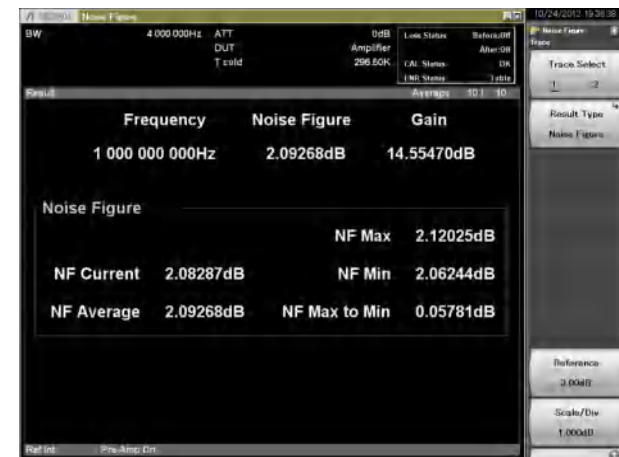 Noise Figure
10/24/2012 19:36:38
BW 4 000 000Hz ATT 0dB Loss Status Before:Off
DUT Amplifier After:Off
T cold 296.60K CAL Status OK
ENR Status Table
Result Average 10 / 10
Frequency Noise Figure Gain
1 000 000 000Hz 2.09268dB 14.55470dB
Noise Figure
NF Max 2.12025dB
NF Current 2.08287dB NF Min 2.06244dB
NF Average 2.09268dB NF Max to Min 0.05781dB
Ref.Int Pre-Amp On
Noise Figure
Trace
Trace Select
1 2
Result Type
Noise Figure
Reference
3.00dB
Scale/Div
1.000dB